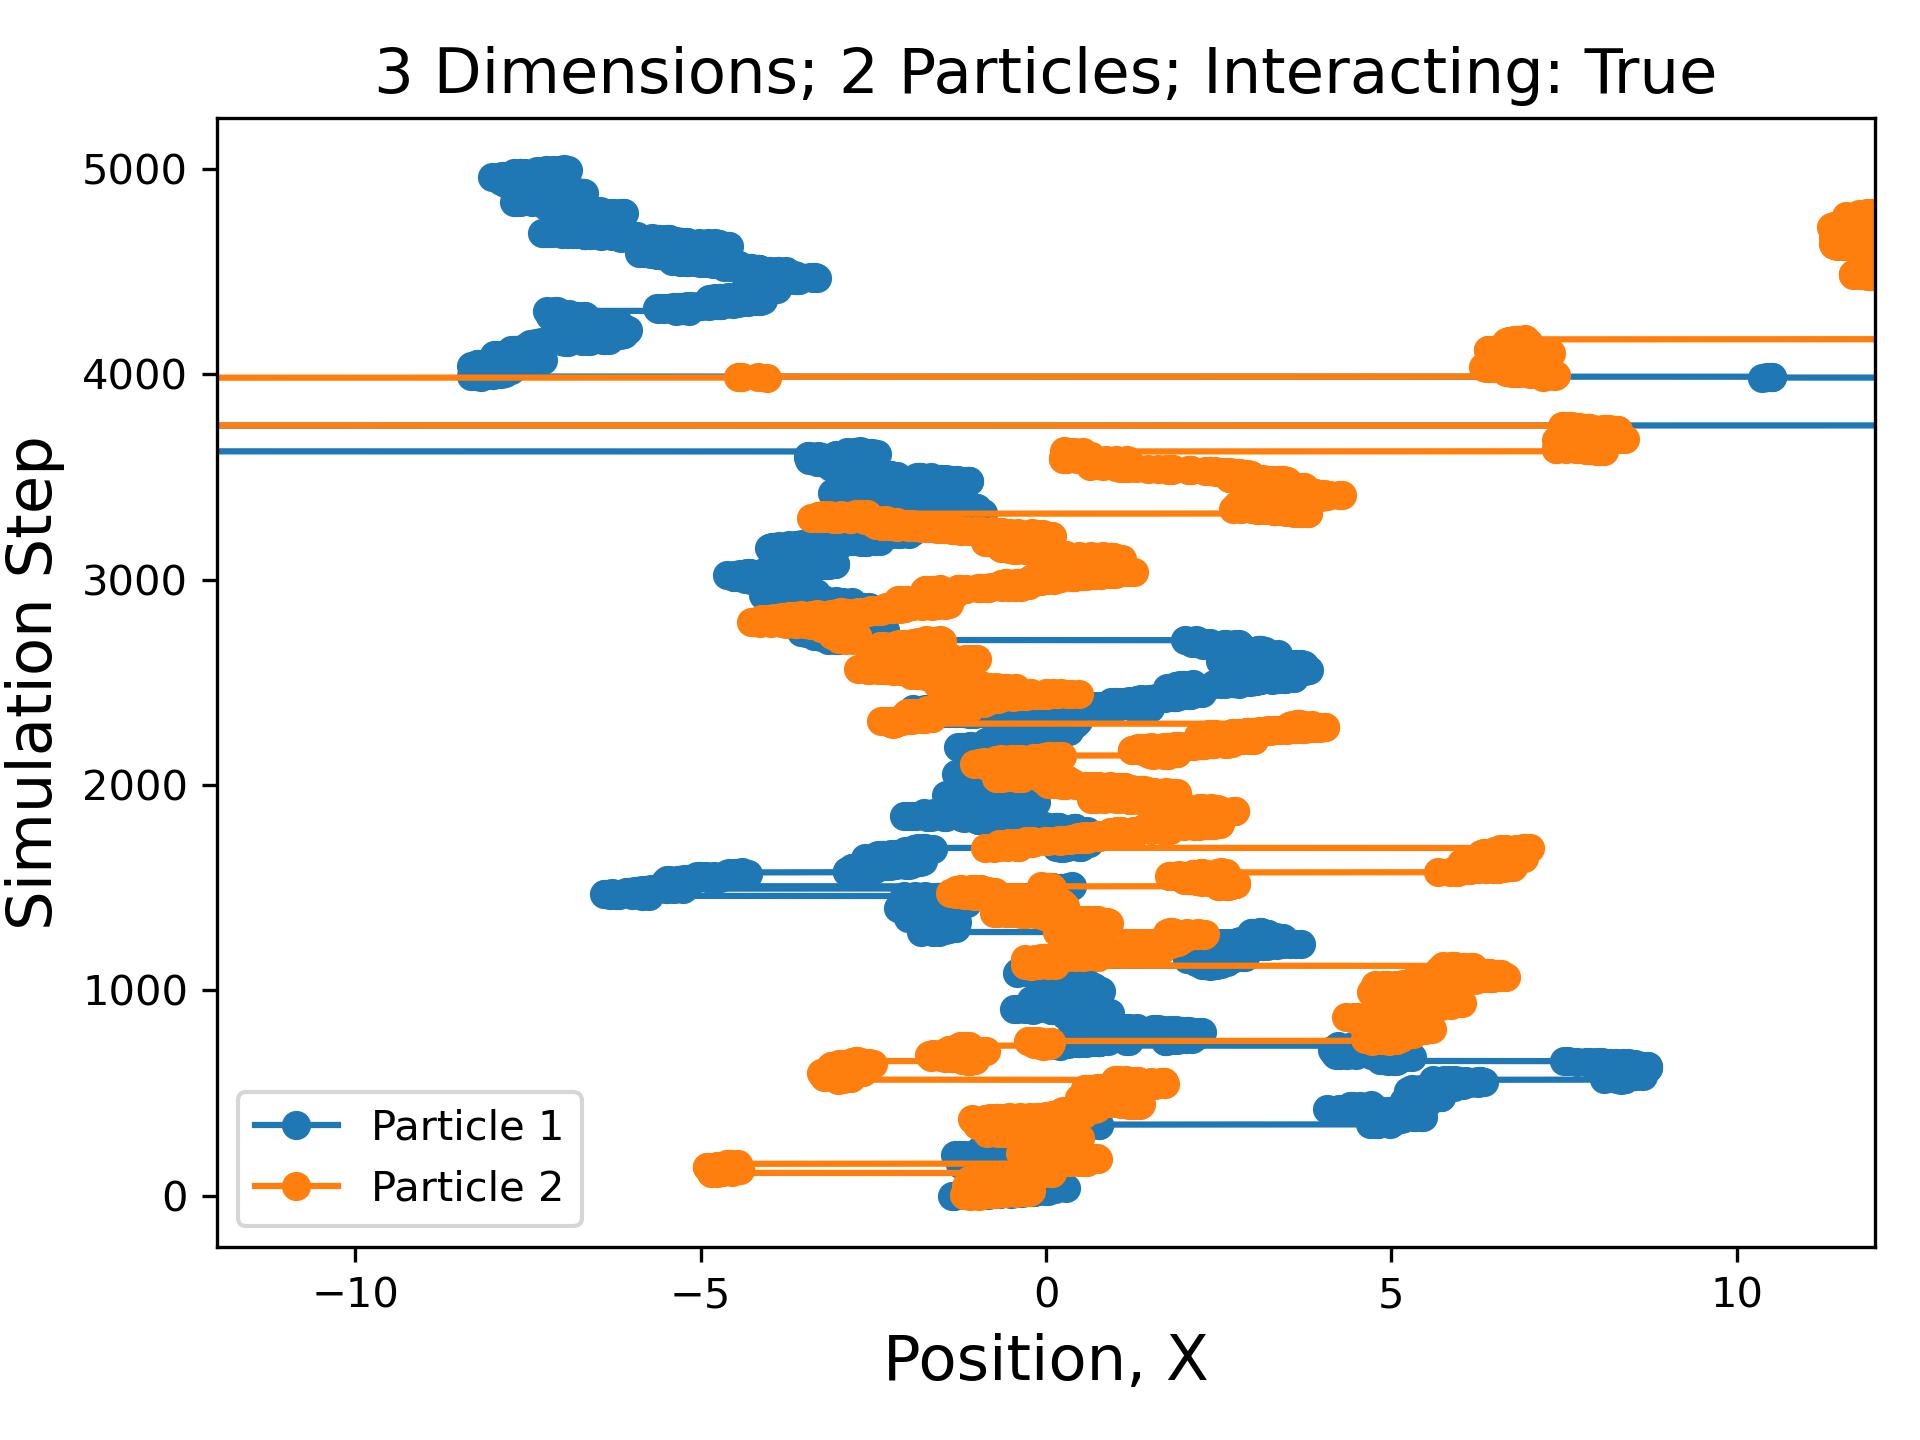 3 Dimensions; 2 Particles; Interacting: True
5000
4000
3000
2000
1000
0
Simulation Step
Particle 1
Particle 2
−10
−5
0
5
10
Position, X